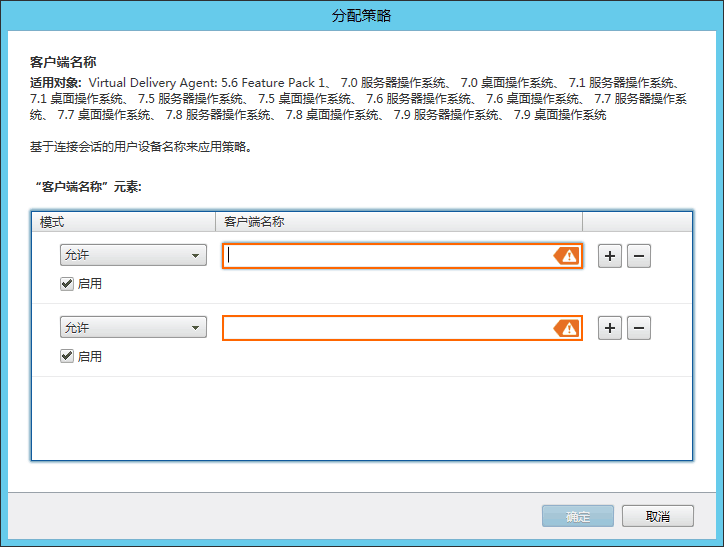 分配策略
客户端名称
适用对象: Virtual Delivery Agent: 5.6 Feature Pack 1、 7.0 服务器操作系统、 7.0 桌面操作系统、 7.1 服务器操作系统、
7.1 桌面操作系统、 7.5 服务器操作系统、 7.5 桌面操作系统、 7.6 服务器操作系统、 7.6 桌面操作系统、 7.7 服务器操作系
统、 7.7 桌面操作系统、 7.8 服务器操作系统、 7.8 桌面操作系统、 7.9 服务器操作系统、 7.9 桌面操作系统
基于连接会话的用户设备名称来应用策略。
“客户端名称”元素:
模式 客户端名称
允许
启用
允许
启用
确定 取消